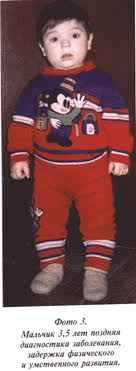 Фото 3.
Мальчик 3,5 лет поздняя
диагностика заболевания,
задержка физического
и умственного развития.